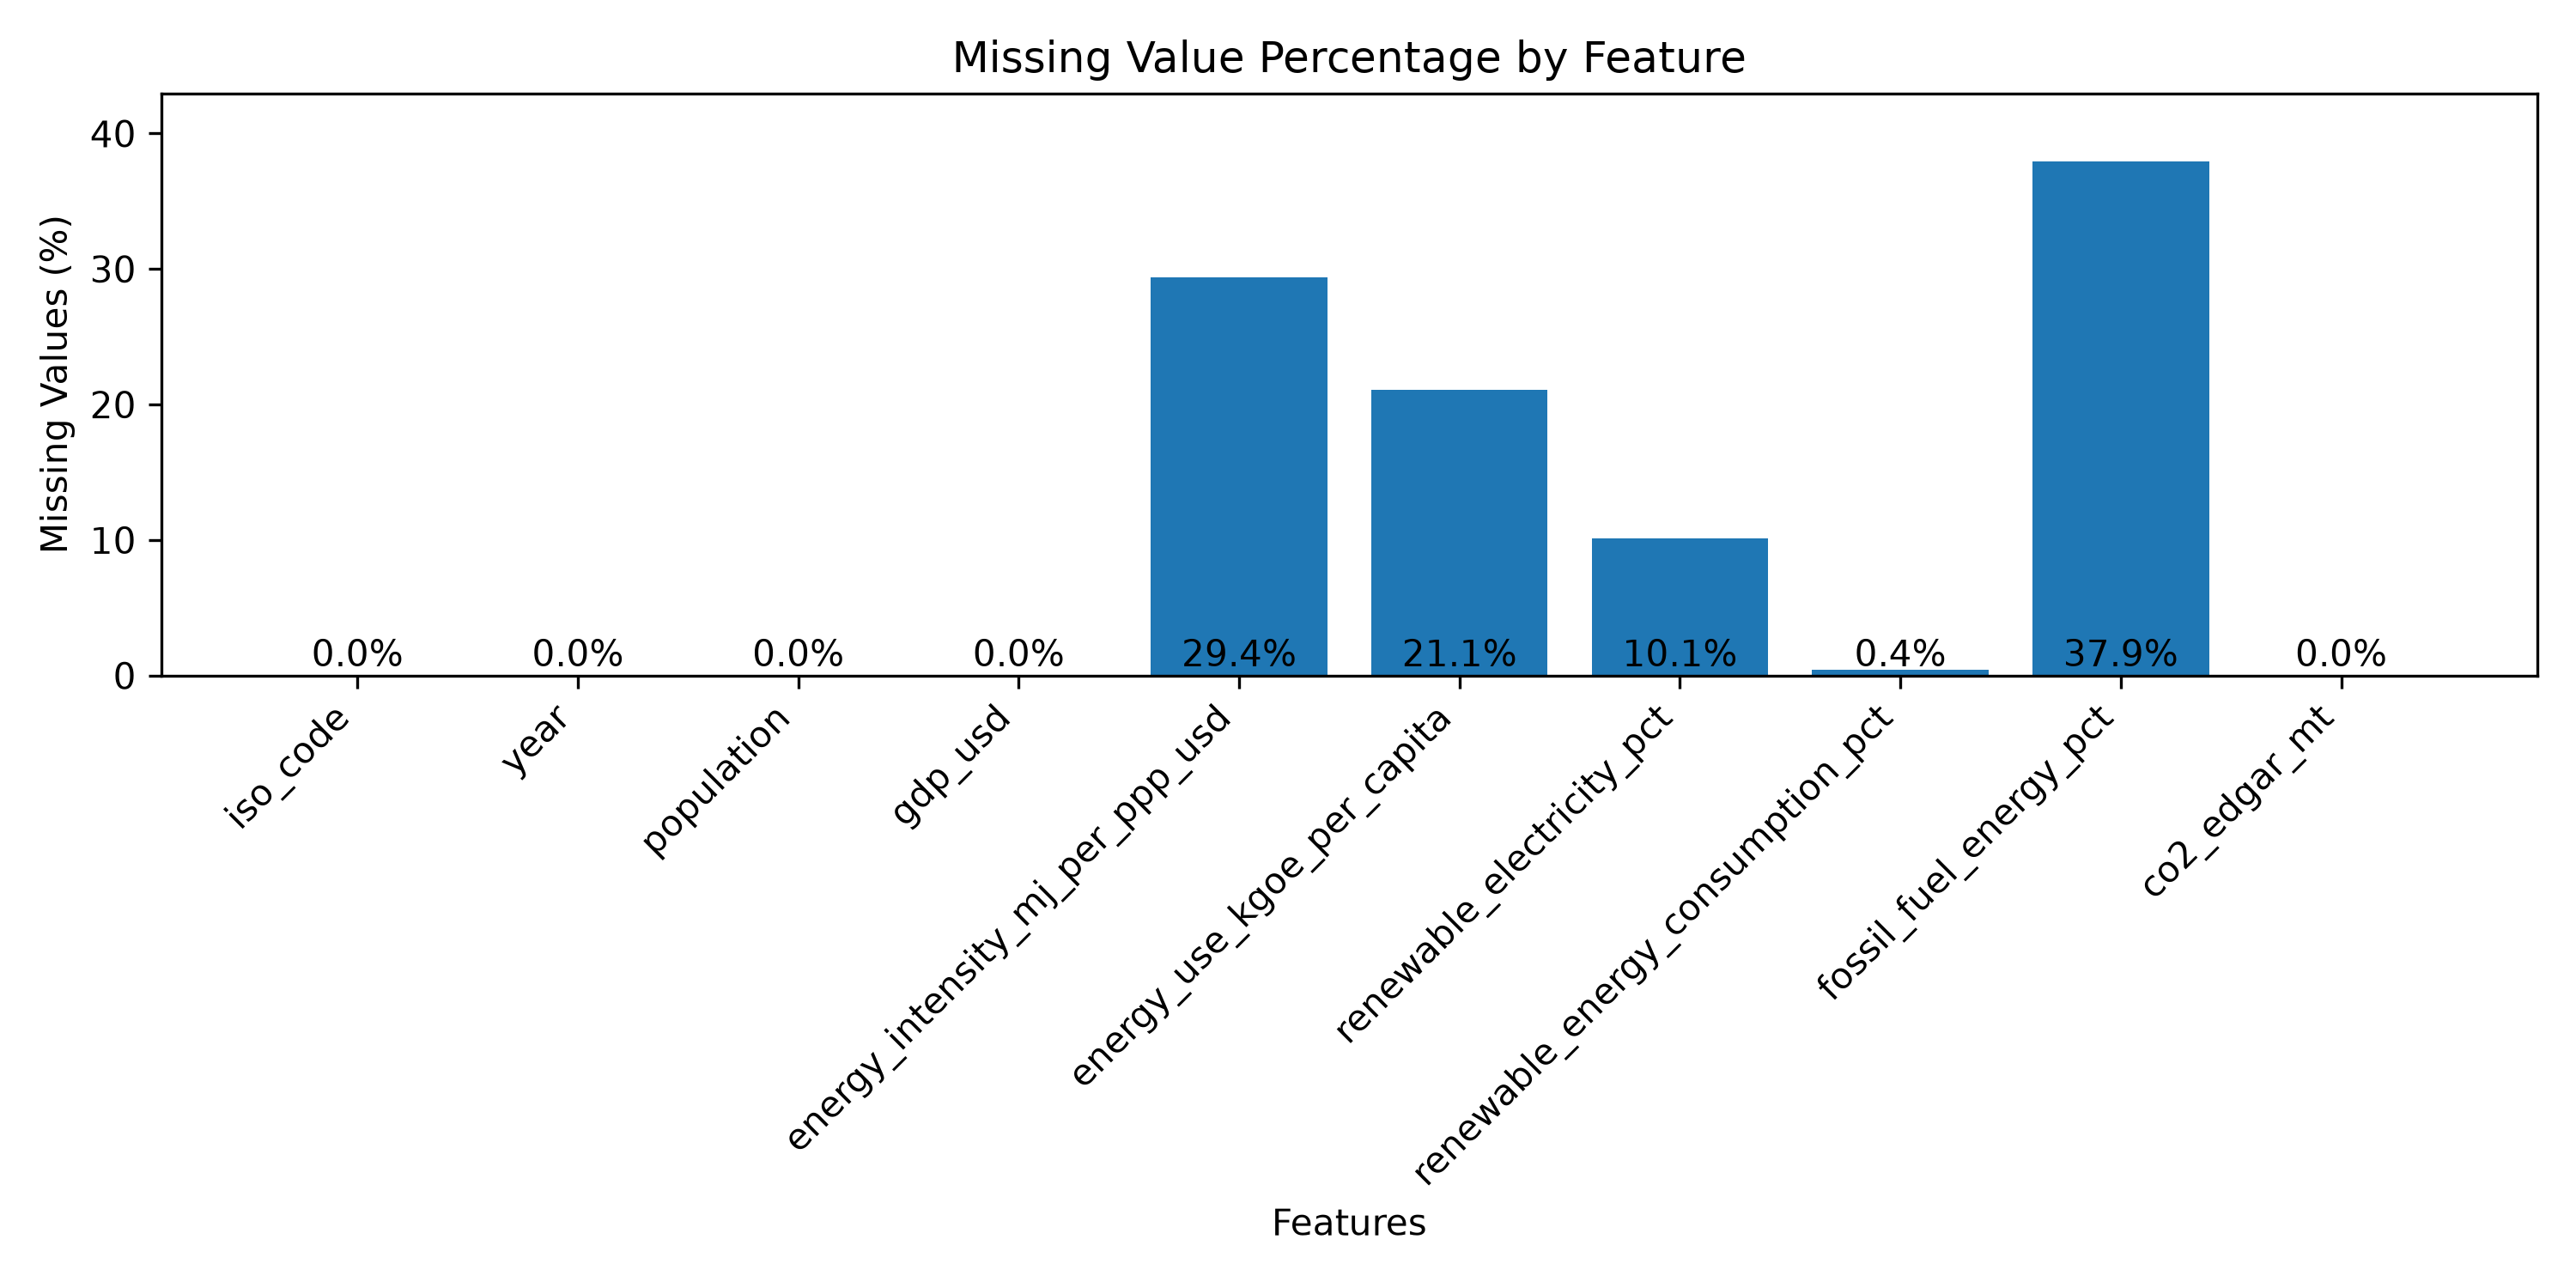 Missing Value Percentage by Feature
Missing Values (%)
40
30
20
10
0
0.0% 0.0% 0.0% 0.0% 29.4% 21.1% 10.1% 0.4% 37.9% 0.0%
iso_code
year
population
gdp_usd
energy_intensity_mj_per_ppp_usd
energy_use_kgoe_per_capita
renewable_electricity_pct
renewable_energy_consumption_pct
fossil_fuel_energy_pct
co2_edgar_mt
Features